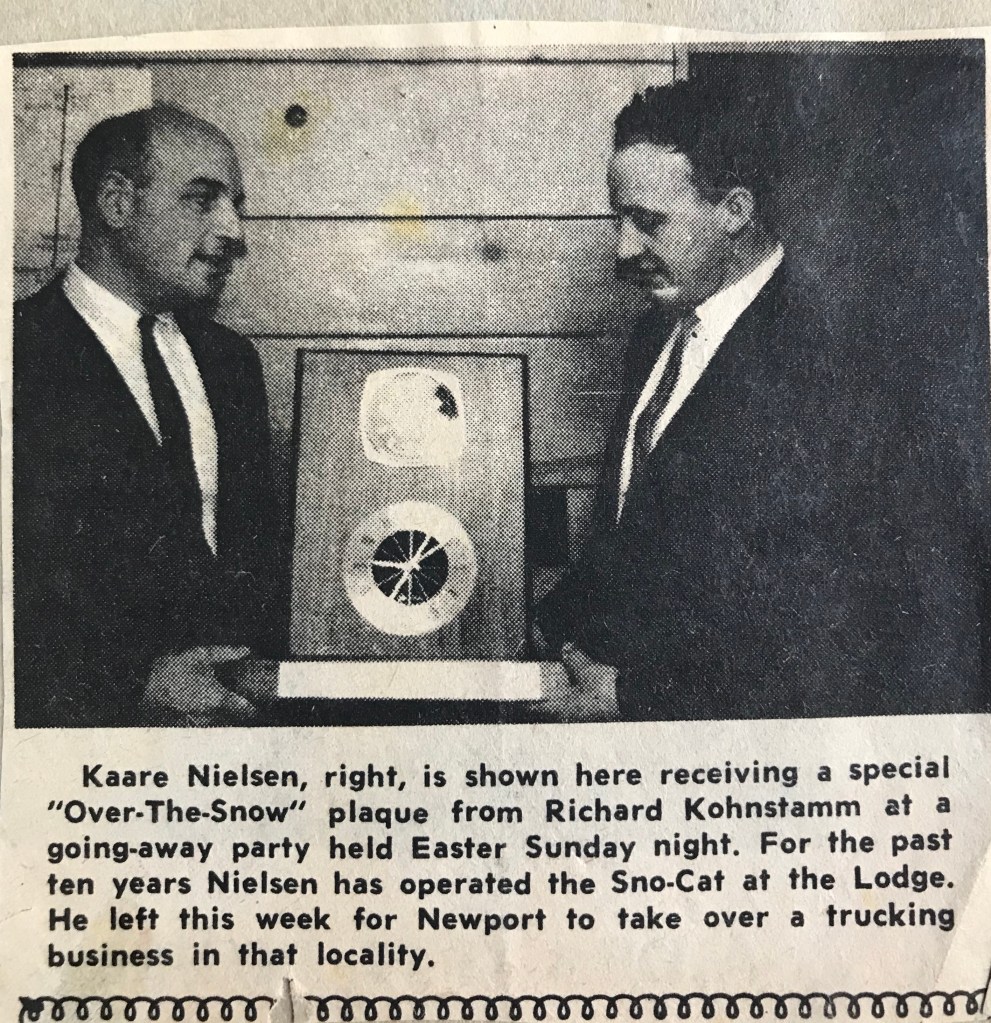 Kaare Nielsen, right, is shown here receiving a special
"Over-The-Snow" plaque from Richard Kohnstamm at a
going-away party held Easter Sunday night. For the past
ten years Nielsen has operated the Sno-Cat at the Lodge.
He left this week for Newport to take over a trucking
business in that locality.